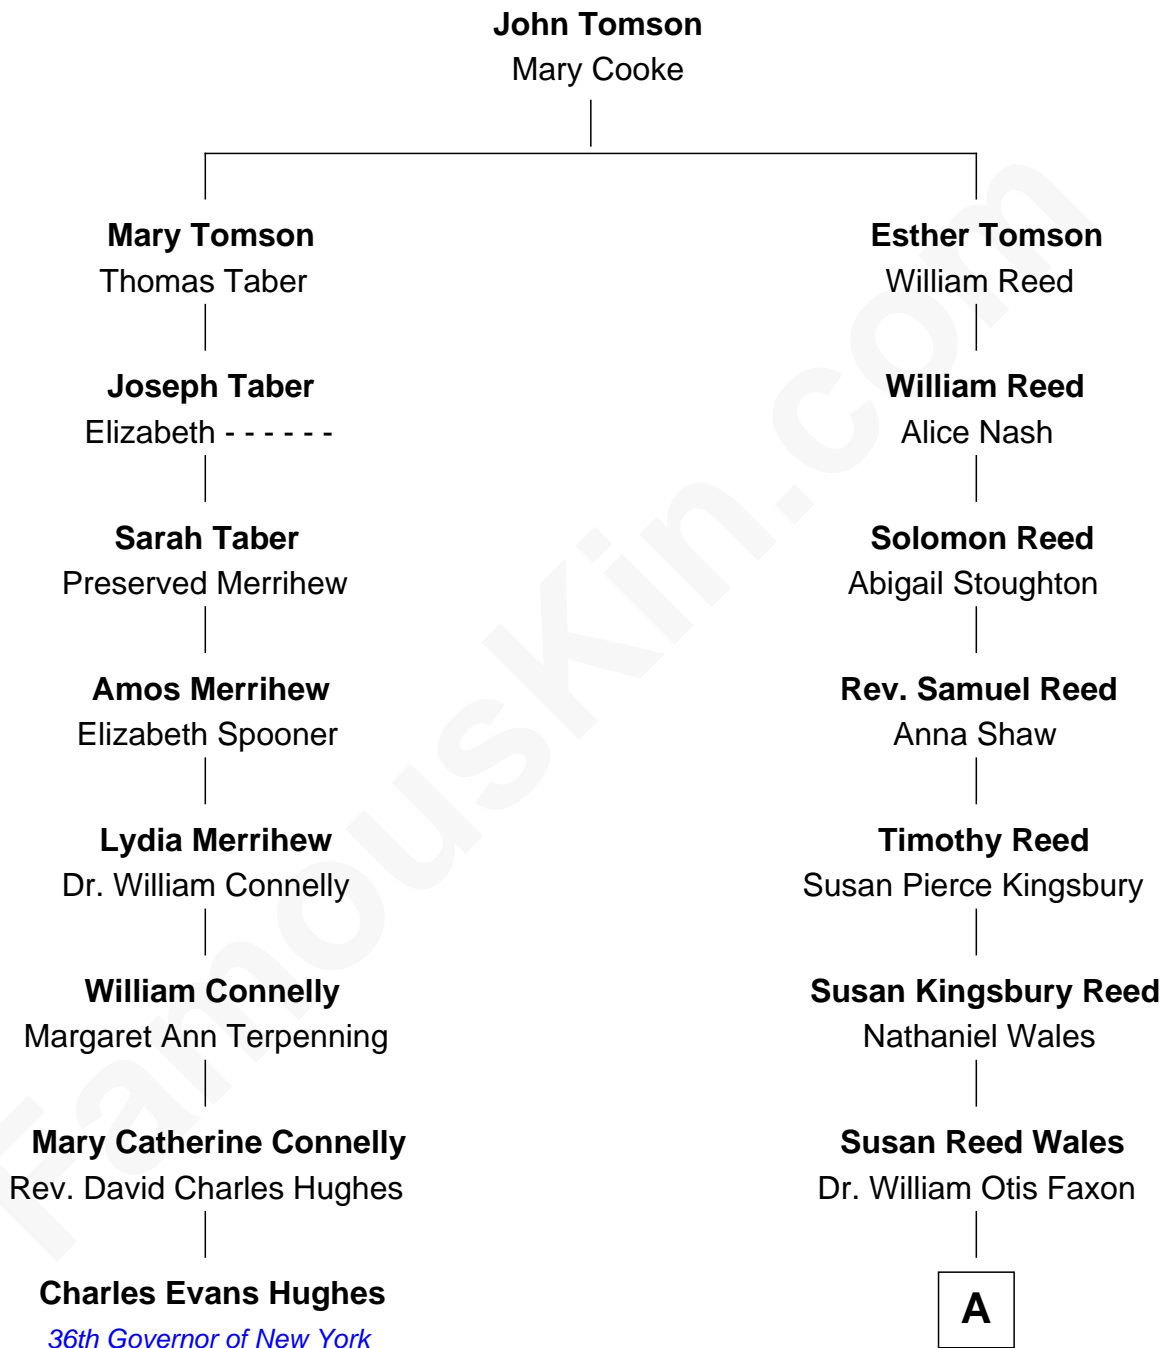 John Tomson
Mary Cooke
Mary Tomson
Thomas Taber
Esther Tomson
William Reed
Joseph Taber
Elizabeth - - - - - -
William Reed
Alice Nash
Sarah Taber
Preserved Merrihew
Solomon Reed
Abigail Stoughton
Amos Merrihew
Elizabeth Spooner
Rev. Samuel Reed
Anna Shaw
Lydia Merrihew
Dr. William Connelly
Timothy Reed
Susan Pierce Kingsbury
William Connelly
Margaret Ann Terpenning
Susan Kingsbury Reed
Nathaniel Wales
Mary Catherine Connelly
Rev. David Charles Hughes
Susan Reed Wales
Dr. William Otis Faxon
Charles Evans Hughes
36th Governor of New York
A
FamousKin.com